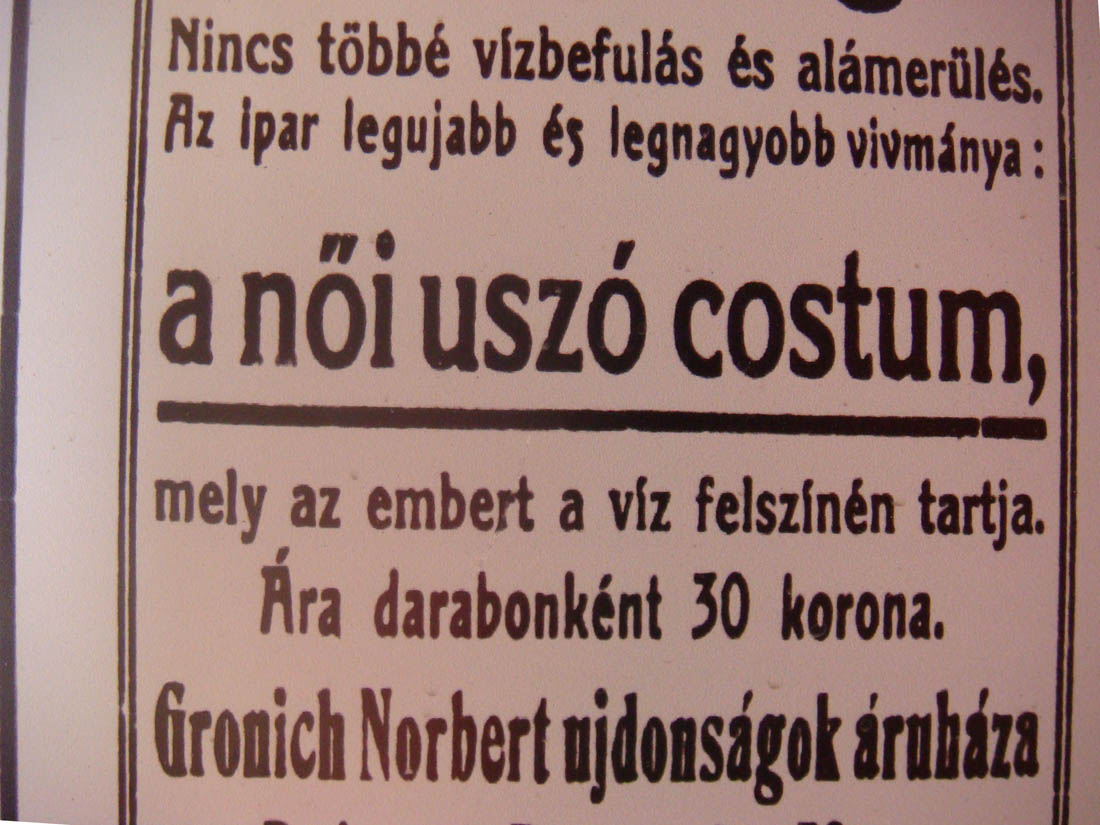 Nincs többé vízbefulás és alámerülés.
Az ipar legujabb és legnagyobb vivmánya:
a női uszó costum,
mely az embert a víz felszínén tartja.
Ára darabonként 30 korona.
Gronich Norbert ujdonságok áruháza